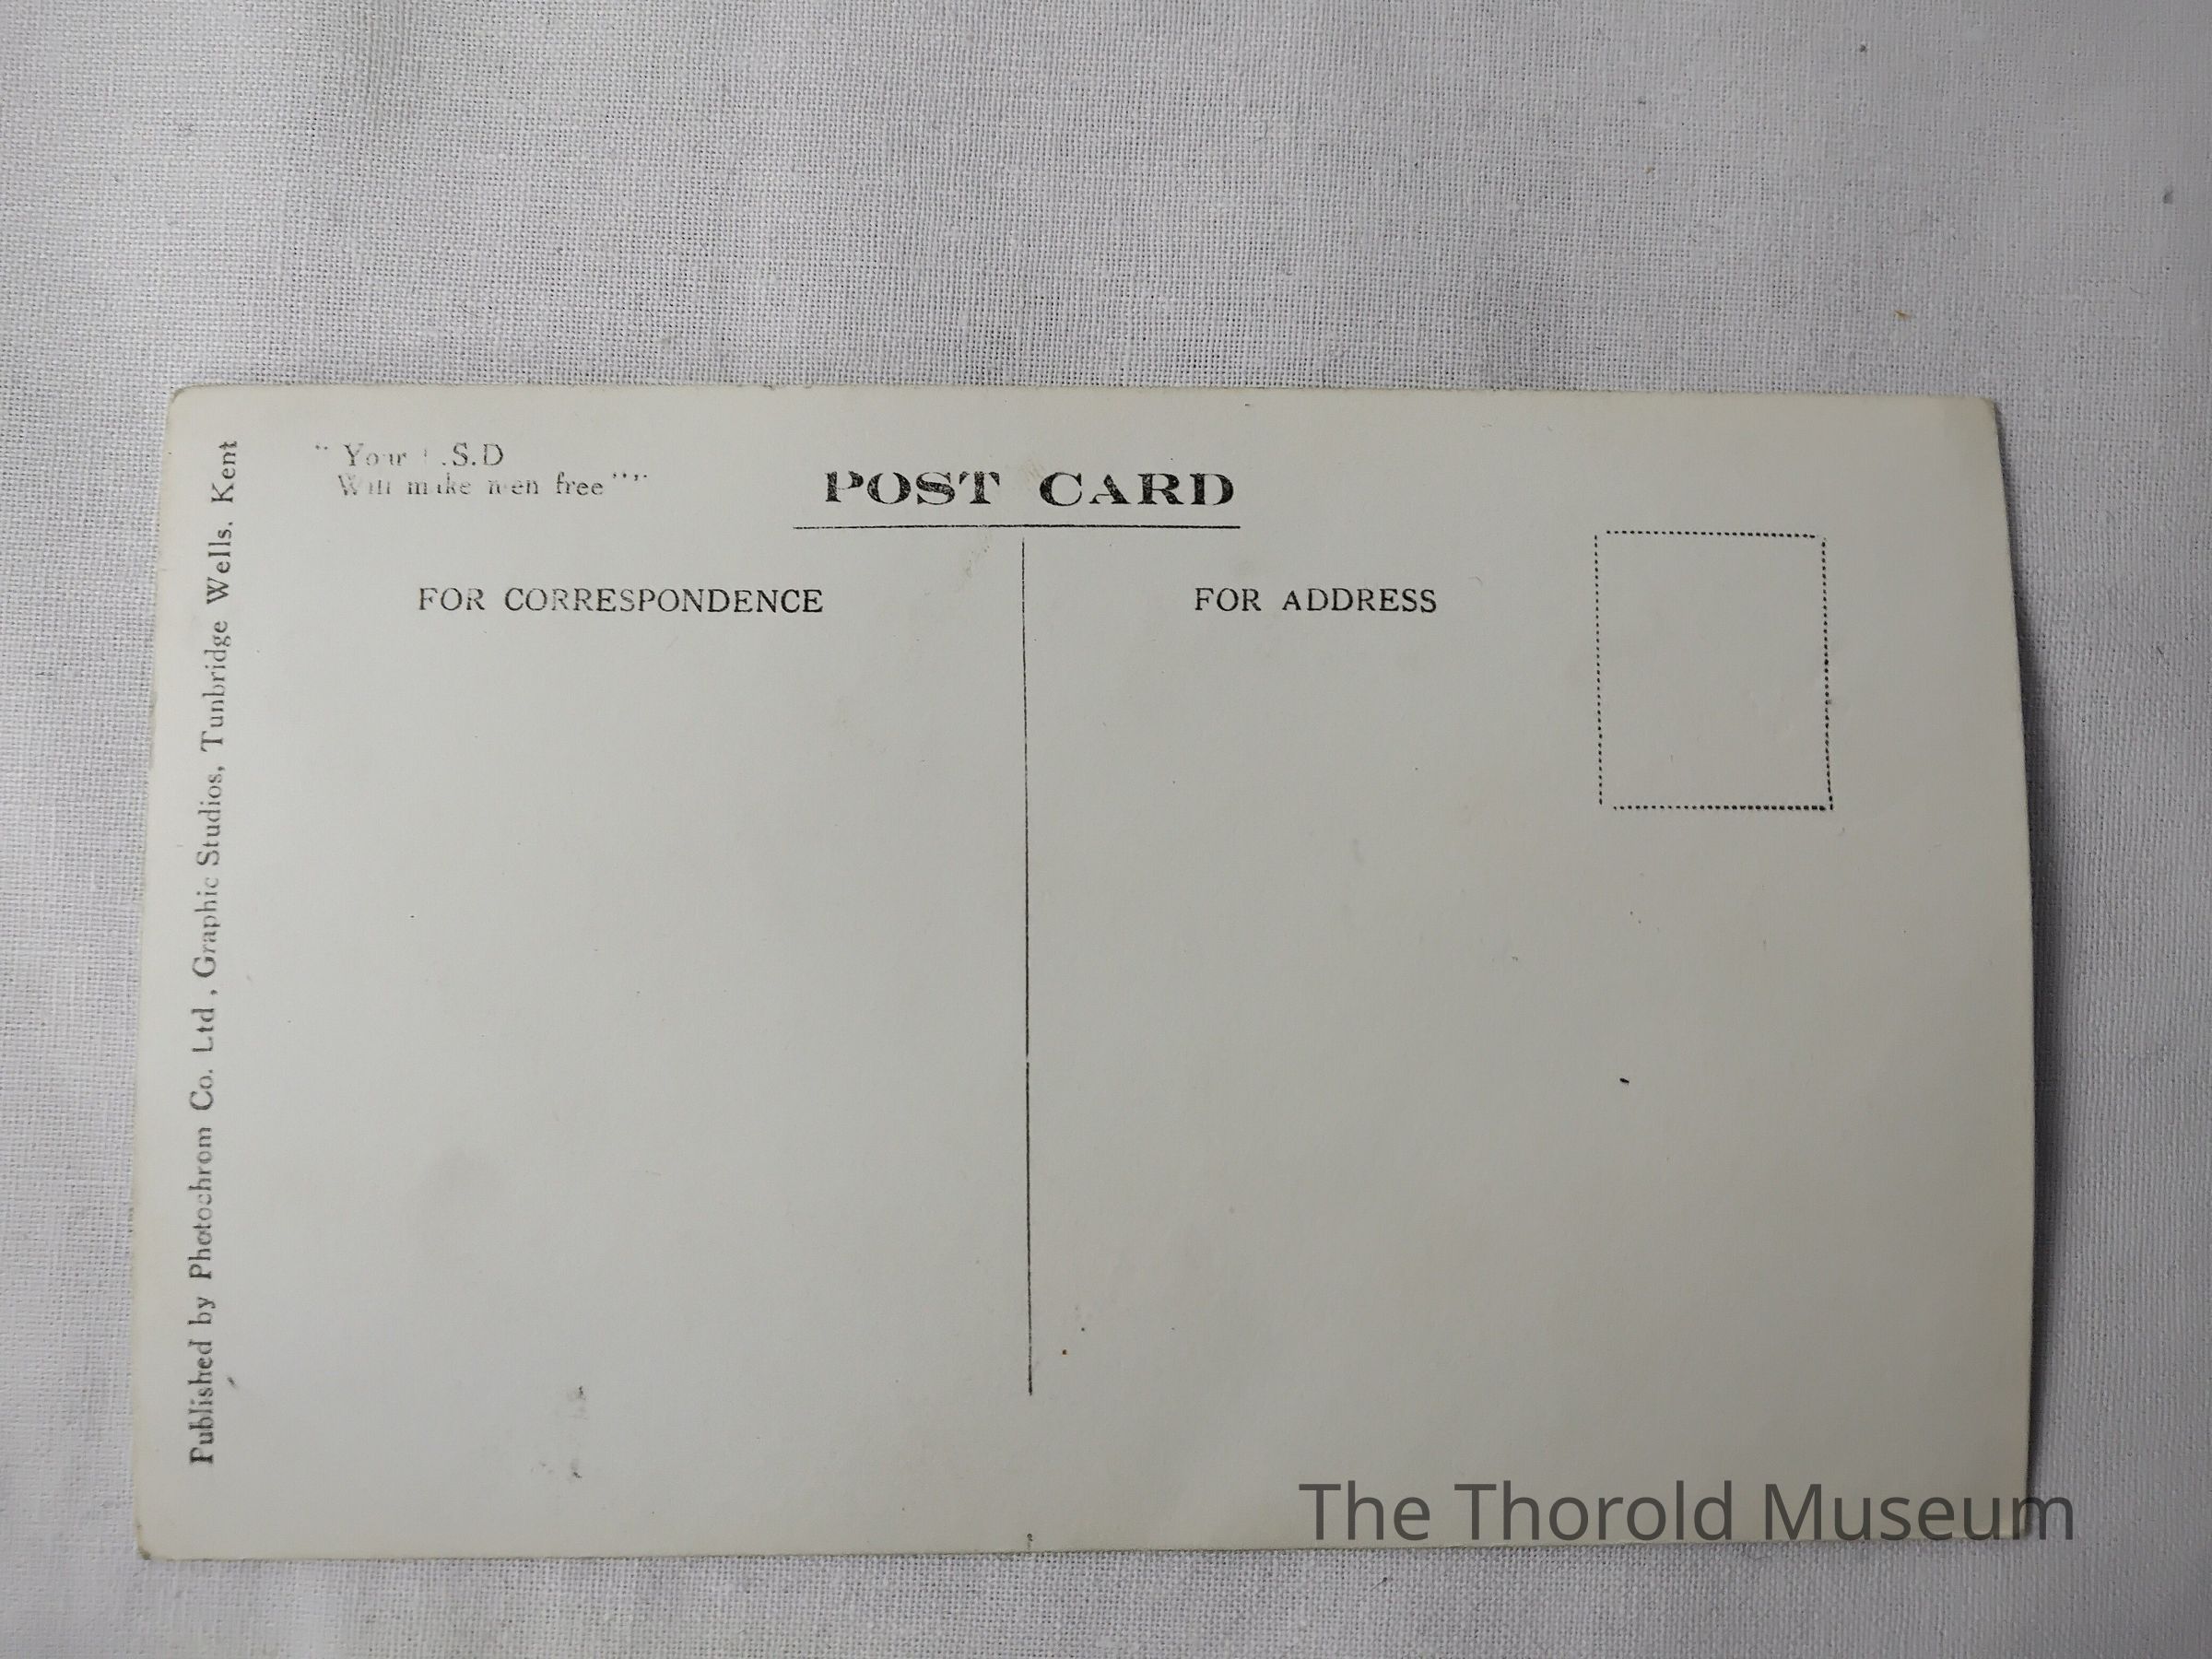 " Your .S.D
Will make men free"""
POST CARD
FOR CORRESPONDENCE
FOR ADDRESS
Published by Photochrom Co. Ltd , Graphic Studios, Tunbridge Wells. Kent
The Thorold Museum